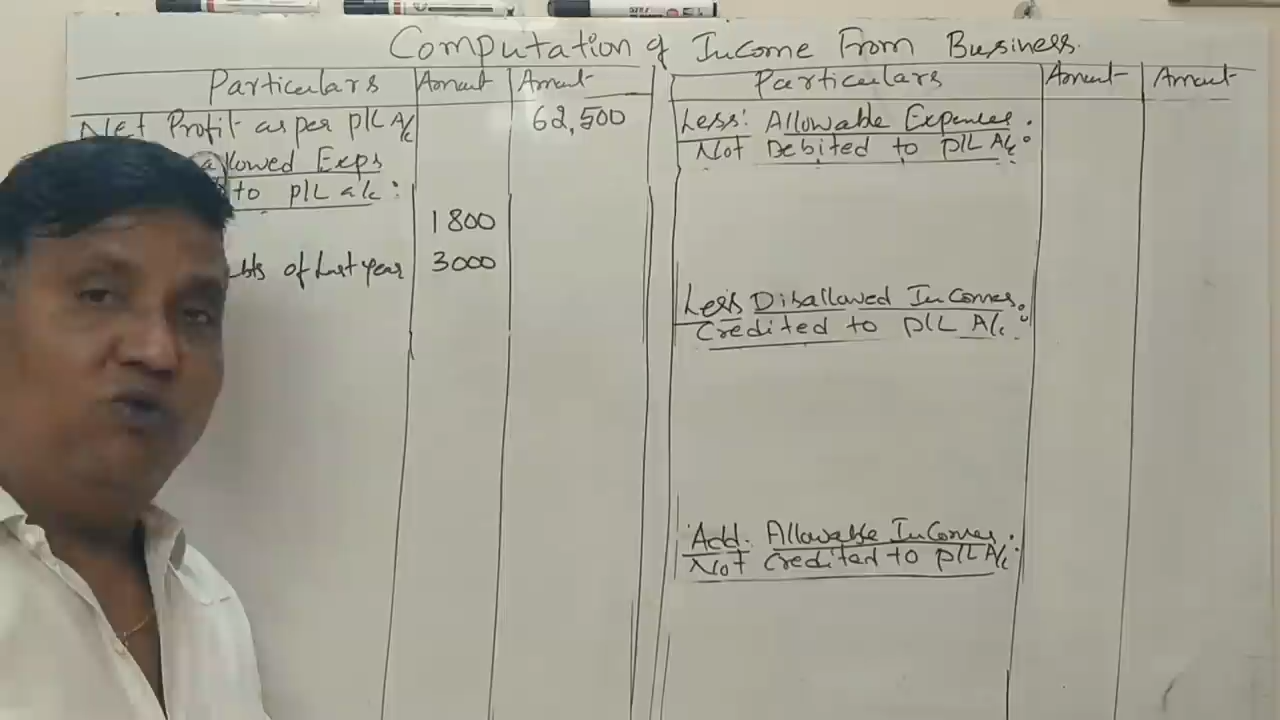 Computation of Income From Business.
Particulars Amount Amount
Net Profit as per P/L A/c 62,500
allowed Exps
to P/L a/c :
1800
of Last year 3000
Particulars Amount Amount
Less: Allowable Expenses.
Not Debited to P/L A/c:
Less Disallowed InComes.
Credited to P/L A/c:
Add. Allowable InComes.
Not Credited to P/L A/c